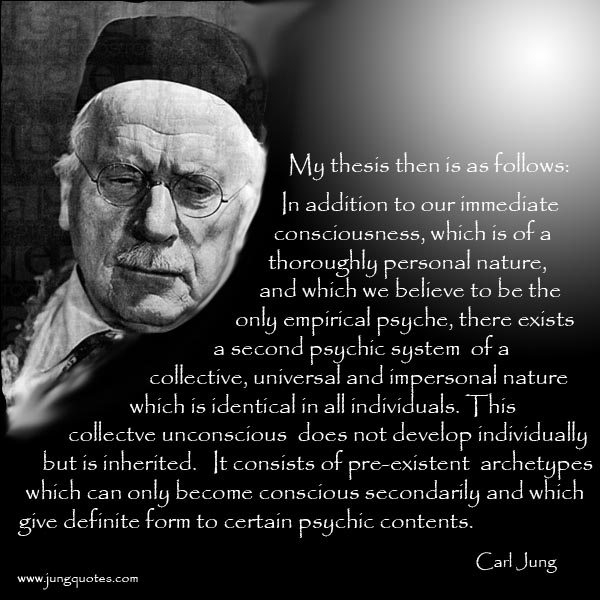 My thesis then is as follows:
In addition to our immediate
consciousness, which is of a
thoroughly personal nature,
and which we believe to be the
only empirical psyche, there exists
a second psychic system of a
collective, universal and impersonal nature
which is identical in all individuals. This
collectve unconscious does not develop individually
but is inherited. It consists of pre-existent archetypes
which can only become conscious secondarily and which
give definite form to certain psychic contents.
Carl Jung
www.jungquotes.com